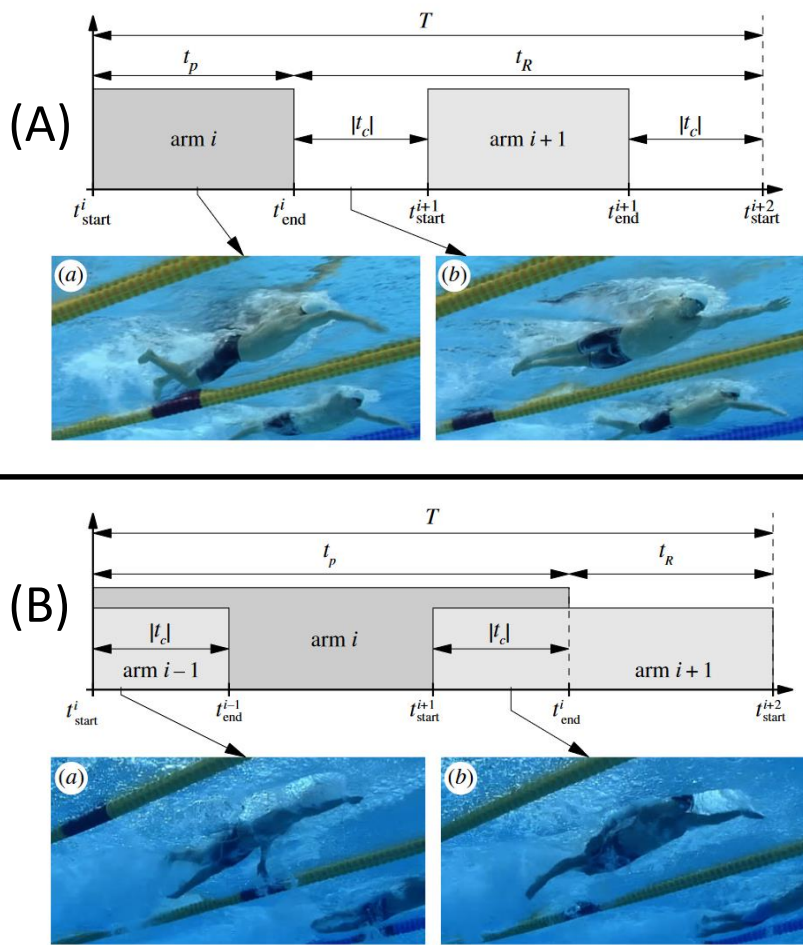 (A)
T
t_p t_R
arm i |t_c| arm i + 1 |t_c|
t^i_start t^i_end t^{i+1}_start t^{i+1}_end t^{i+2}_start
(a) (b)
(B)
T
t_p t_R
|t_c| arm i |t_c|
arm i – 1 arm i + 1
t^i_start t^{i-1}_end t^{i+1}_start t^i_end t^{i+2}_start
(a) (b)